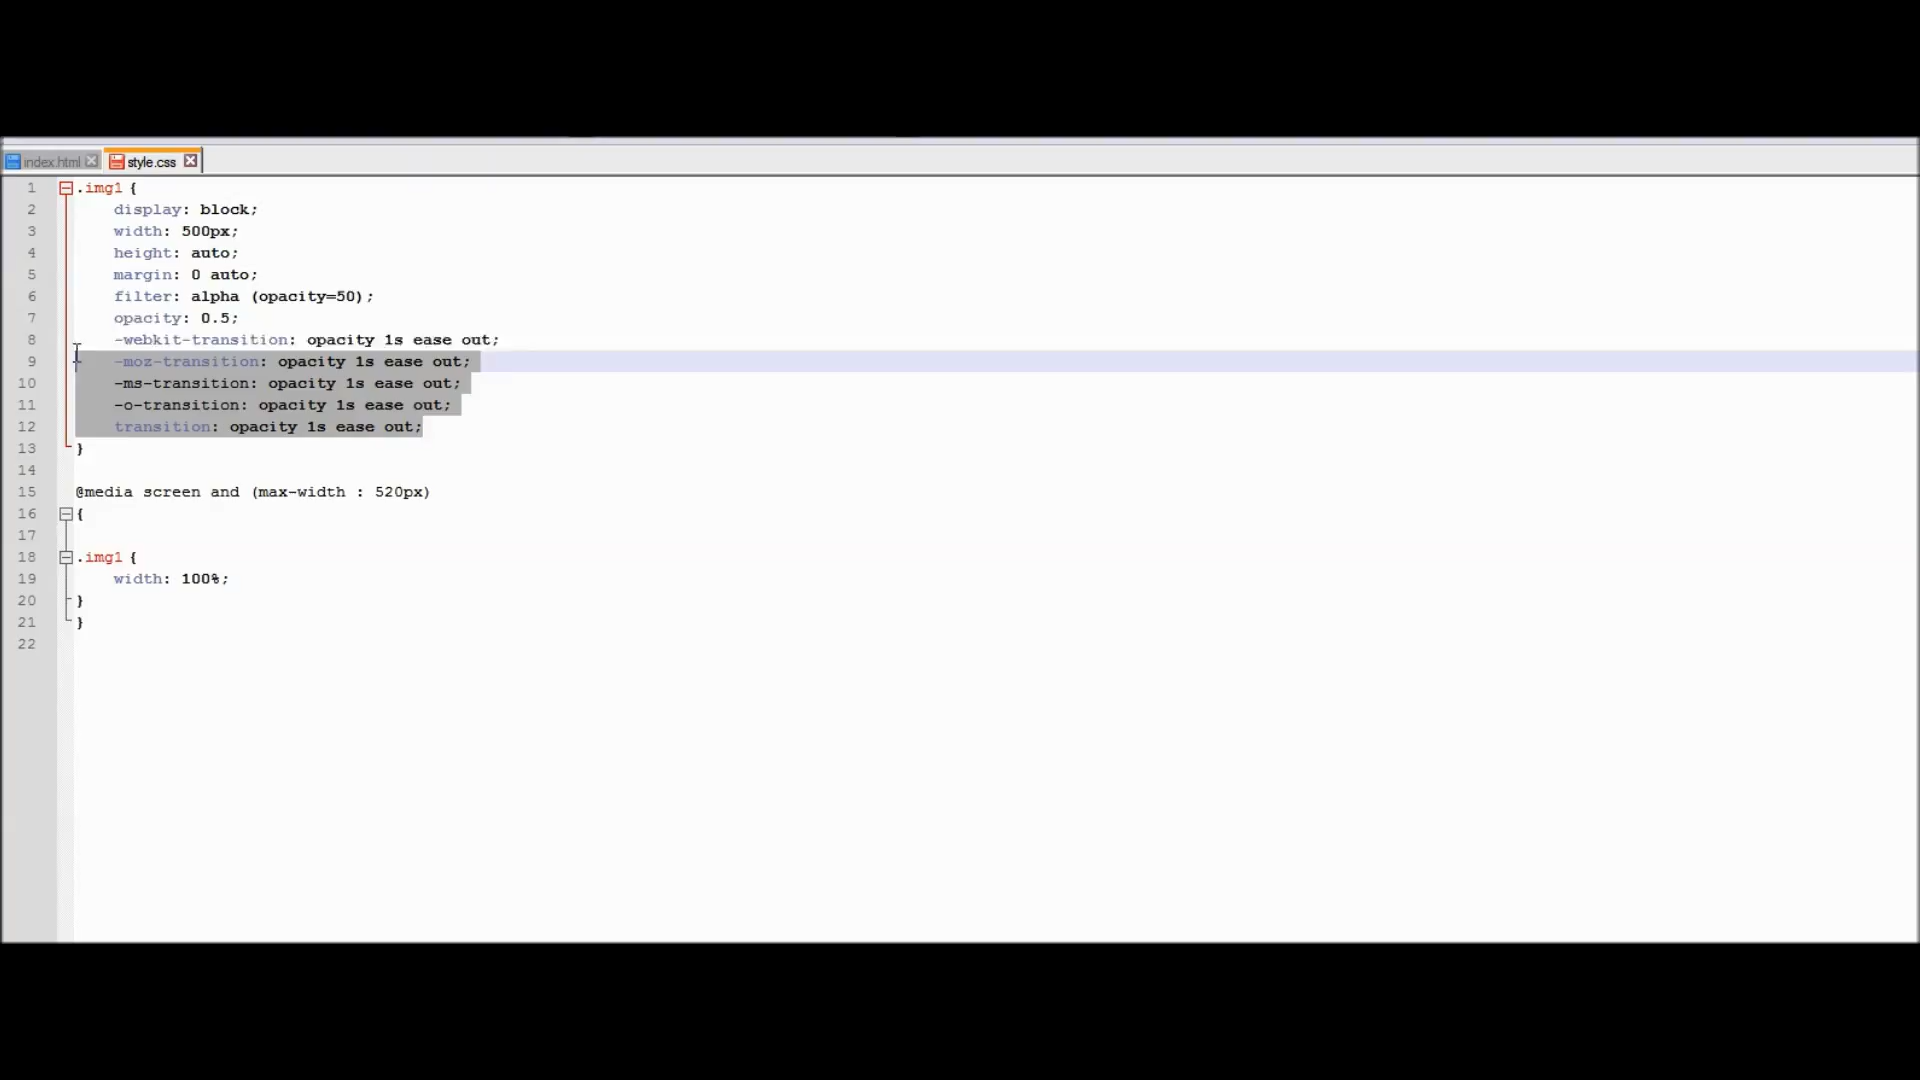 index.html style.css
1 .img1 {
2 display: block;
3 width: 500px;
4 height: auto;
5 margin: 0 auto;
6 filter: alpha (opacity=50);
7 opacity: 0.5;
8 -webkit-transition: opacity 1s ease out;
9 -moz-transition: opacity 1s ease out;
10 -ms-transition: opacity 1s ease out;
11 -o-transition: opacity 1s ease out;
12 transition: opacity 1s ease out;
13 }
14
15 @media screen and (max-width : 520px)
16 {
17
18 .img1 {
19 width: 100%;
20 }
21 }
22